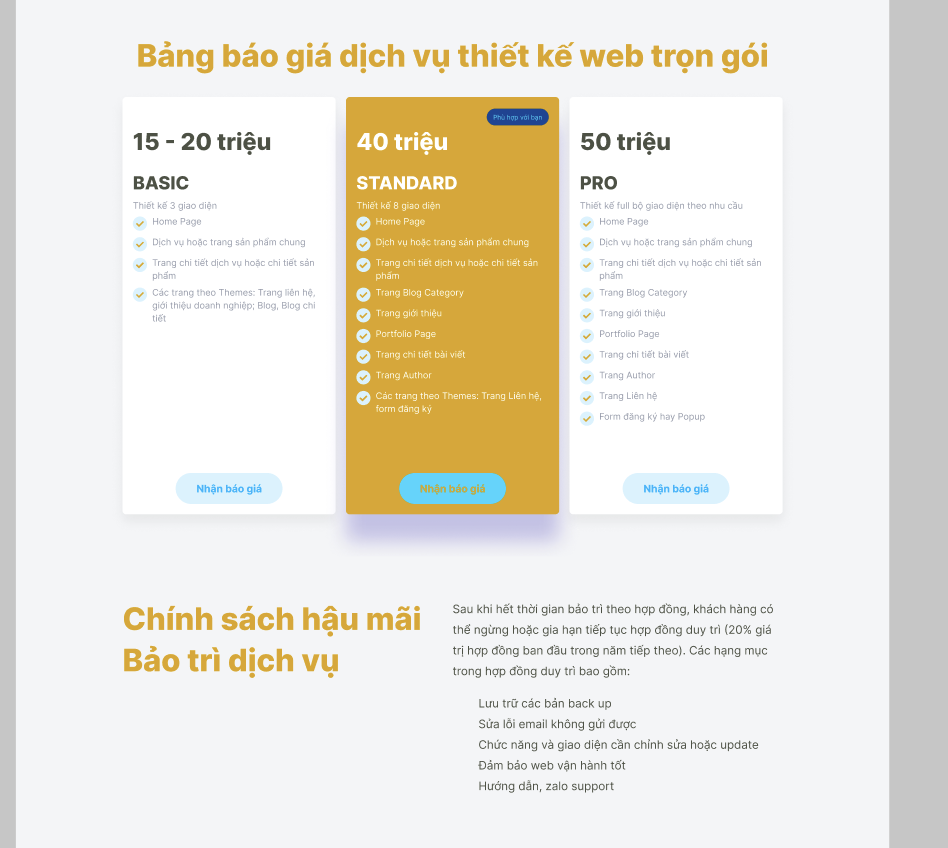 Bảng báo giá dịch vụ thiết kế web trọn gói
15 - 20 triệu
BASIC
Thiết kế 3 giao diện
Home Page
Dịch vụ hoặc trang sản phẩm chung
Trang chi tiết dịch vụ hoặc chi tiết sản
phẩm
Các trang theo Themes: Trang liên hệ,
giới thiệu doanh nghiệp; Blog, Blog chi
tiết
Nhận báo giá
Phù hợp với bạn
40 triệu
STANDARD
Thiết kế 8 giao diện
Home Page
Dịch vụ hoặc trang sản phẩm chung
Trang chi tiết dịch vụ hoặc chi tiết sản
phẩm
Trang Blog Category
Trang giới thiệu
Portfolio Page
Trang chi tiết bài viết
Trang Author
Các trang theo Themes: Trang Liên hệ,
form đăng ký
Nhận báo giá
50 triệu
PRO
Thiết kế full bộ giao diện theo nhu cầu
Home Page
Dịch vụ hoặc trang sản phẩm chung
Trang chi tiết dịch vụ hoặc chi tiết sản
phẩm
Trang Blog Category
Trang giới thiệu
Portfolio Page
Trang chi tiết bài viết
Trang Author
Trang Liên hệ
Form đăng ký hay Popup
Nhận báo giá
Chính sách hậu mãi
Bảo trì dịch vụ
Sau khi hết thời gian bảo trì theo hợp đồng, khách hàng có
thể ngừng hoặc gia hạn tiếp tục hợp đồng duy trì (20% giá
trị hợp đồng ban đầu trong năm tiếp theo). Các hạng mục
trong hợp đồng duy trì bao gồm:
Lưu trữ các bản back up
Sửa lỗi email không gửi được
Chức năng và giao diện cần chỉnh sửa hoặc update
Đảm bảo web vận hành tốt
Hướng dẫn, zalo support